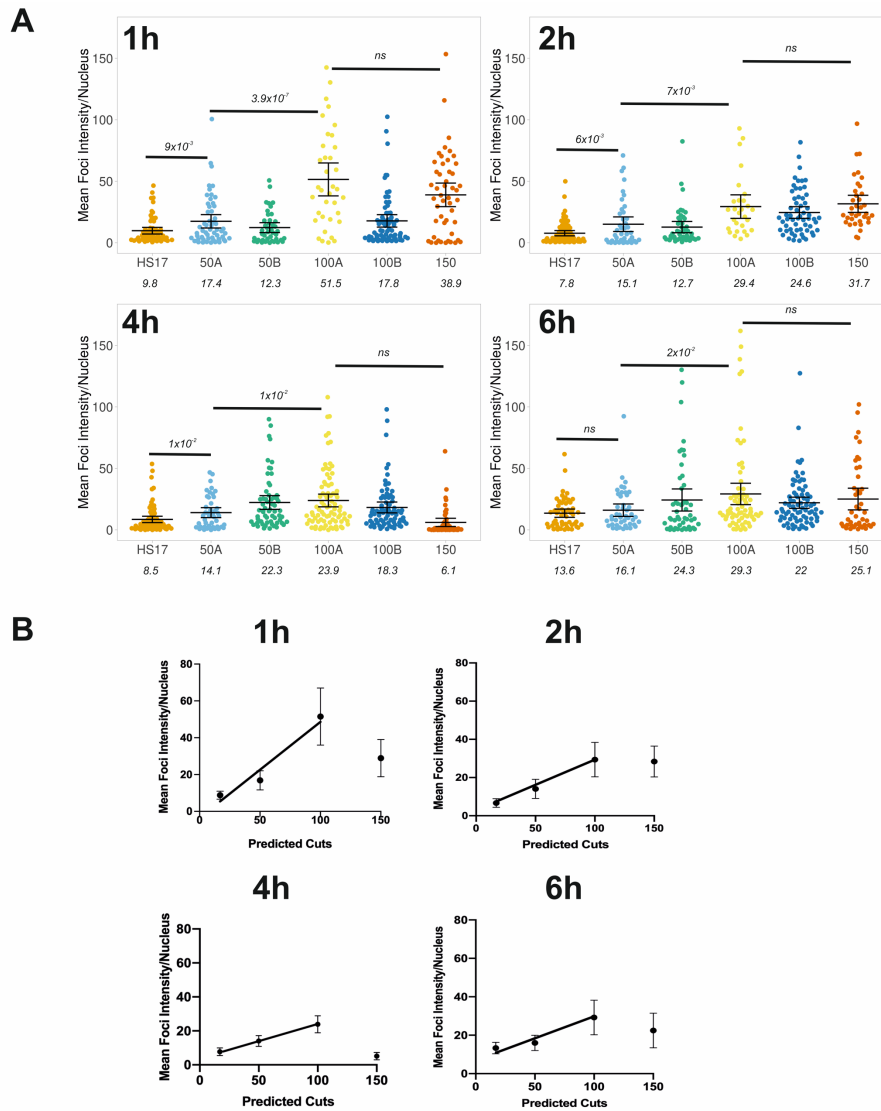 A
1h
2h
Mean Foci Intensity/Nucleus
150
100
50
0
9x10-3
3.9x10-7
ns
HS17 50A 50B 100A 100B 150
9.8 17.4 12.3 51.5 17.8 38.9
Mean Foci Intensity/Nucleus
150
100
50
0
6x10-3
7x10-3
ns
HS17 50A 50B 100A 100B 150
7.8 15.1 12.7 29.4 24.6 31.7
4h
6h
Mean Foci Intensity/Nucleus
150
100
50
0
1x10-2
1x10-2
ns
HS17 50A 50B 100A 100B 150
8.5 14.1 22.3 23.9 18.3 6.1
Mean Foci Intensity/Nucleus
150
100
50
0
ns
2x10-2
ns
HS17 50A 50B 100A 100B 150
13.6 16.1 24.3 29.3 22 25.1
B
1h
2h
Mean Foci Intensity/Nucleus
80
60
40
20
0
0 50 100 150
Predicted Cuts
Mean Foci Intensity/Nucleus
80
60
40
20
0
0 50 100 150
Predicted Cuts
4h
6h
Mean Foci Intensity/Nucleus
80
60
40
20
0
0 50 100 150
Predicted Cuts
Mean Foci Intensity/Nucleus
80
60
40
20
0
0 50 100 150
Predicted Cuts